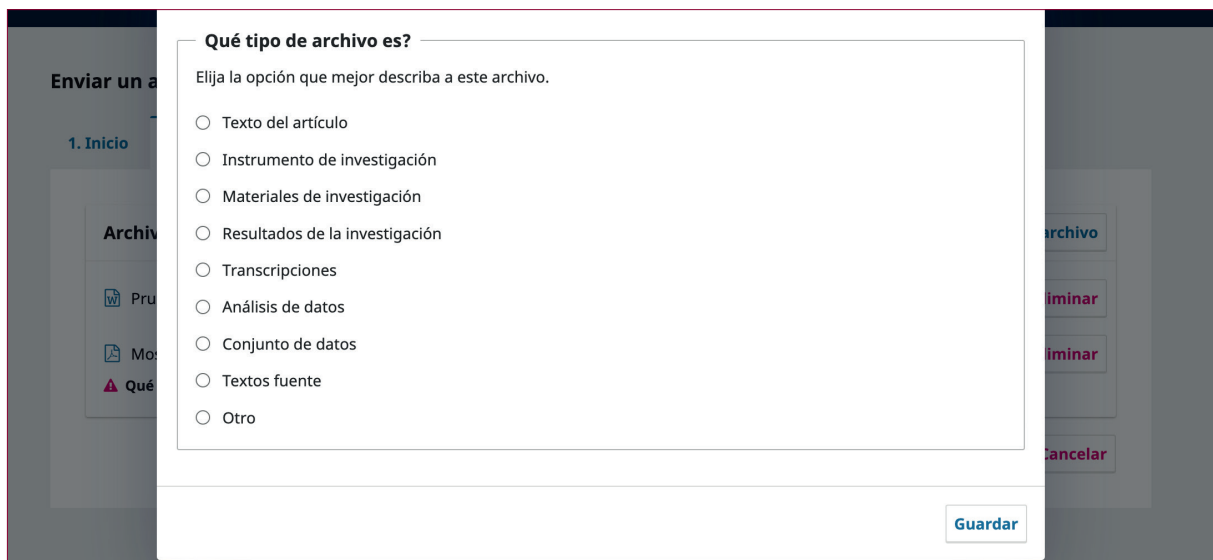 Qué tipo de archivo es?
Elija la opción que mejor describa a este archivo.
Texto del artículo
Instrumento de investigación
Materiales de investigación
Resultados de la investigación
Transcripciones
Análisis de datos
Conjunto de datos
Textos fuente
Otro
Guardar
Enviar un a
1. Inicio
Archiv
archivo
Pru
iminar
Mos
iminar
Qué
Cancelar